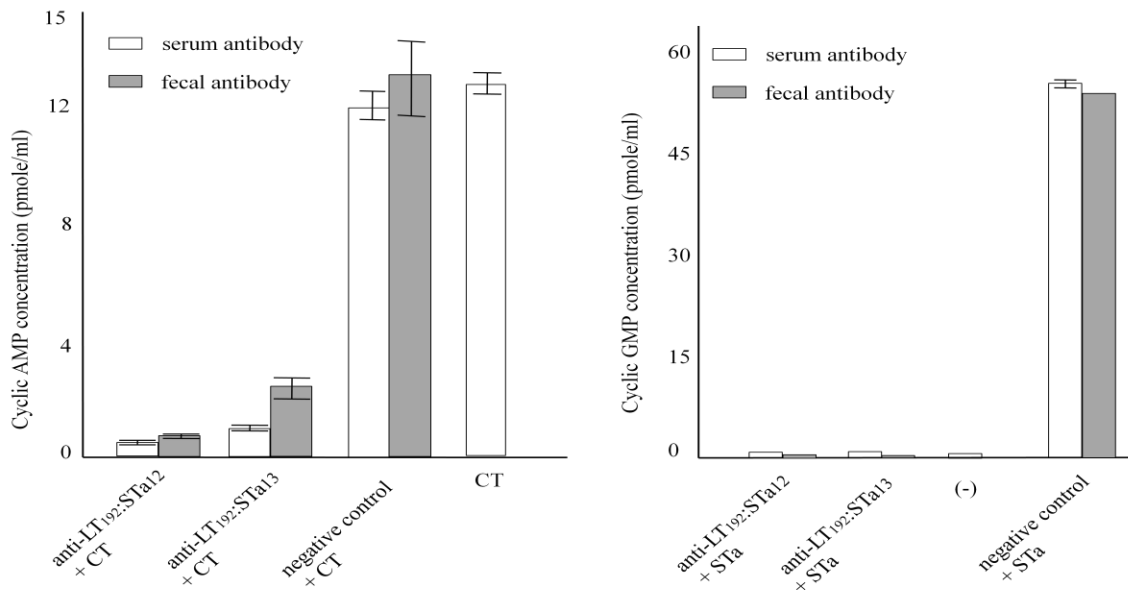 15
12
8
4
0
Cyclic AMP concentration (pmole/ml)
serum antibody
fecal antibody
anti-LT192:STa12
+ CT
anti-LT192:STa13
+ CT
negative control
+ CT
CT
60
45
30
15
0
Cyclic GMP concentration (pmole/ml)
serum antibody
fecal antibody
anti-LT192:STa12
+ STa
anti-LT192:STa13
+ STa
(-)
negative control
+ STa